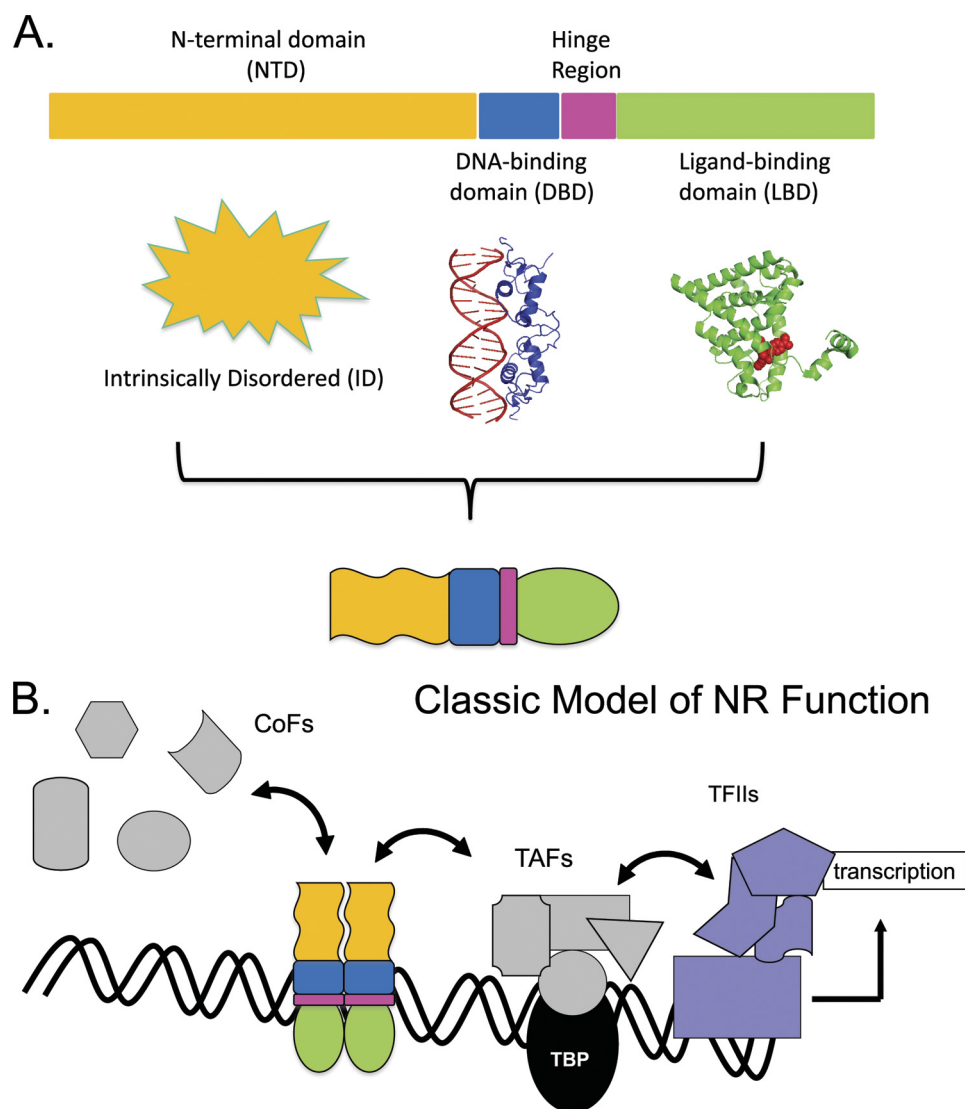 A.
N-terminal domain
(NTD)
Hinge
Region
DNA-binding
domain (DBD)
Ligand-binding
domain (LBD)
Intrinsically Disordered (ID)
B.
Classic Model of NR Function
CoFs
TFIIs
TAFs
transcription
TBP